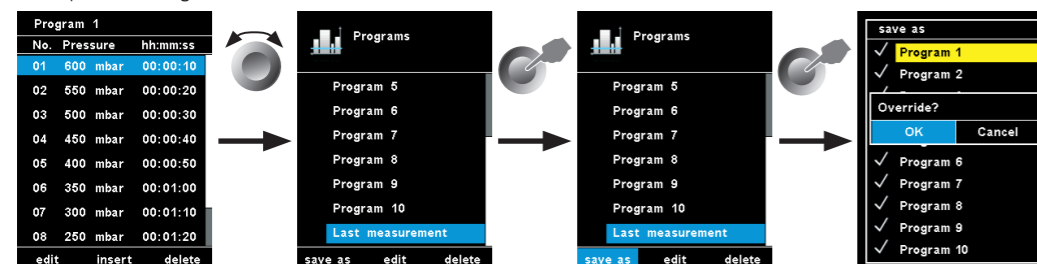 Program 1
No. Pressure hh:mm:ss
01 600 mbar 00:00:10
02 550 mbar 00:00:20
03 500 mbar 00:00:30
04 450 mbar 00:00:40
05 400 mbar 00:00:50
06 350 mbar 00:01:00
07 300 mbar 00:01:10
08 250 mbar 00:01:20
edit insert delete
Programs
Program 5
Program 6
Program 7
Program 8
Program 9
Program 10
Last measurement
save as edit delete
Programs
Program 5
Program 6
Program 7
Program 8
Program 9
Program 10
Last measurement
save as edit delete
save as
Program 1
Program 2
Override?
OK Cancel
Program 6
Program 7
Program 8
Program 9
Program 10